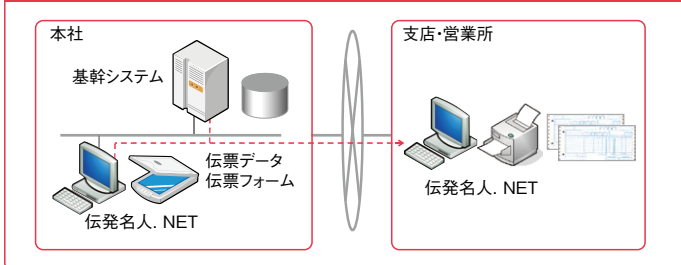 本社
基幹システム
伝票データ
伝票フォーム
伝発名人. NET
支店・営業所
伝発名人. NET